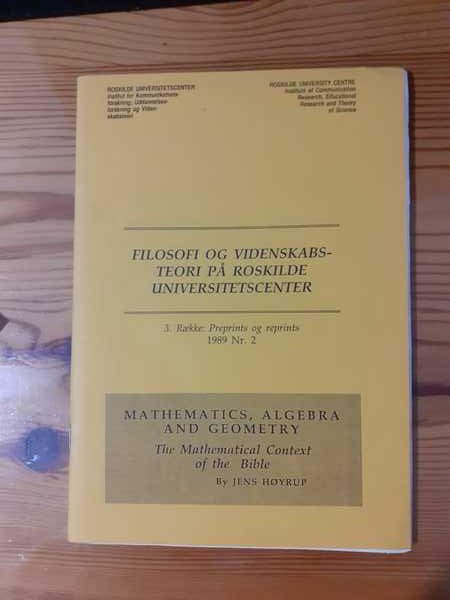 ROSKILDE UNIVERSITETSCENTER
Institut for Kommunikations-
forskning, Uddannelses-
forskning og Viden-
skabsteori
ROSKILDE UNIVERSITY CENTRE
Institute of Communication
Research, Educational
Research and Theory
of Science
FILOSOFI OG VIDENSKABS-
TEORI PÅ ROSKILDE
UNIVERSITETSCENTER
3. Række: Preprints og reprints
1989 Nr. 2
MATHEMATICS, ALGEBRA
AND GEOMETRY
The Mathematical Context
of the Bible
By JENS HØYRUP